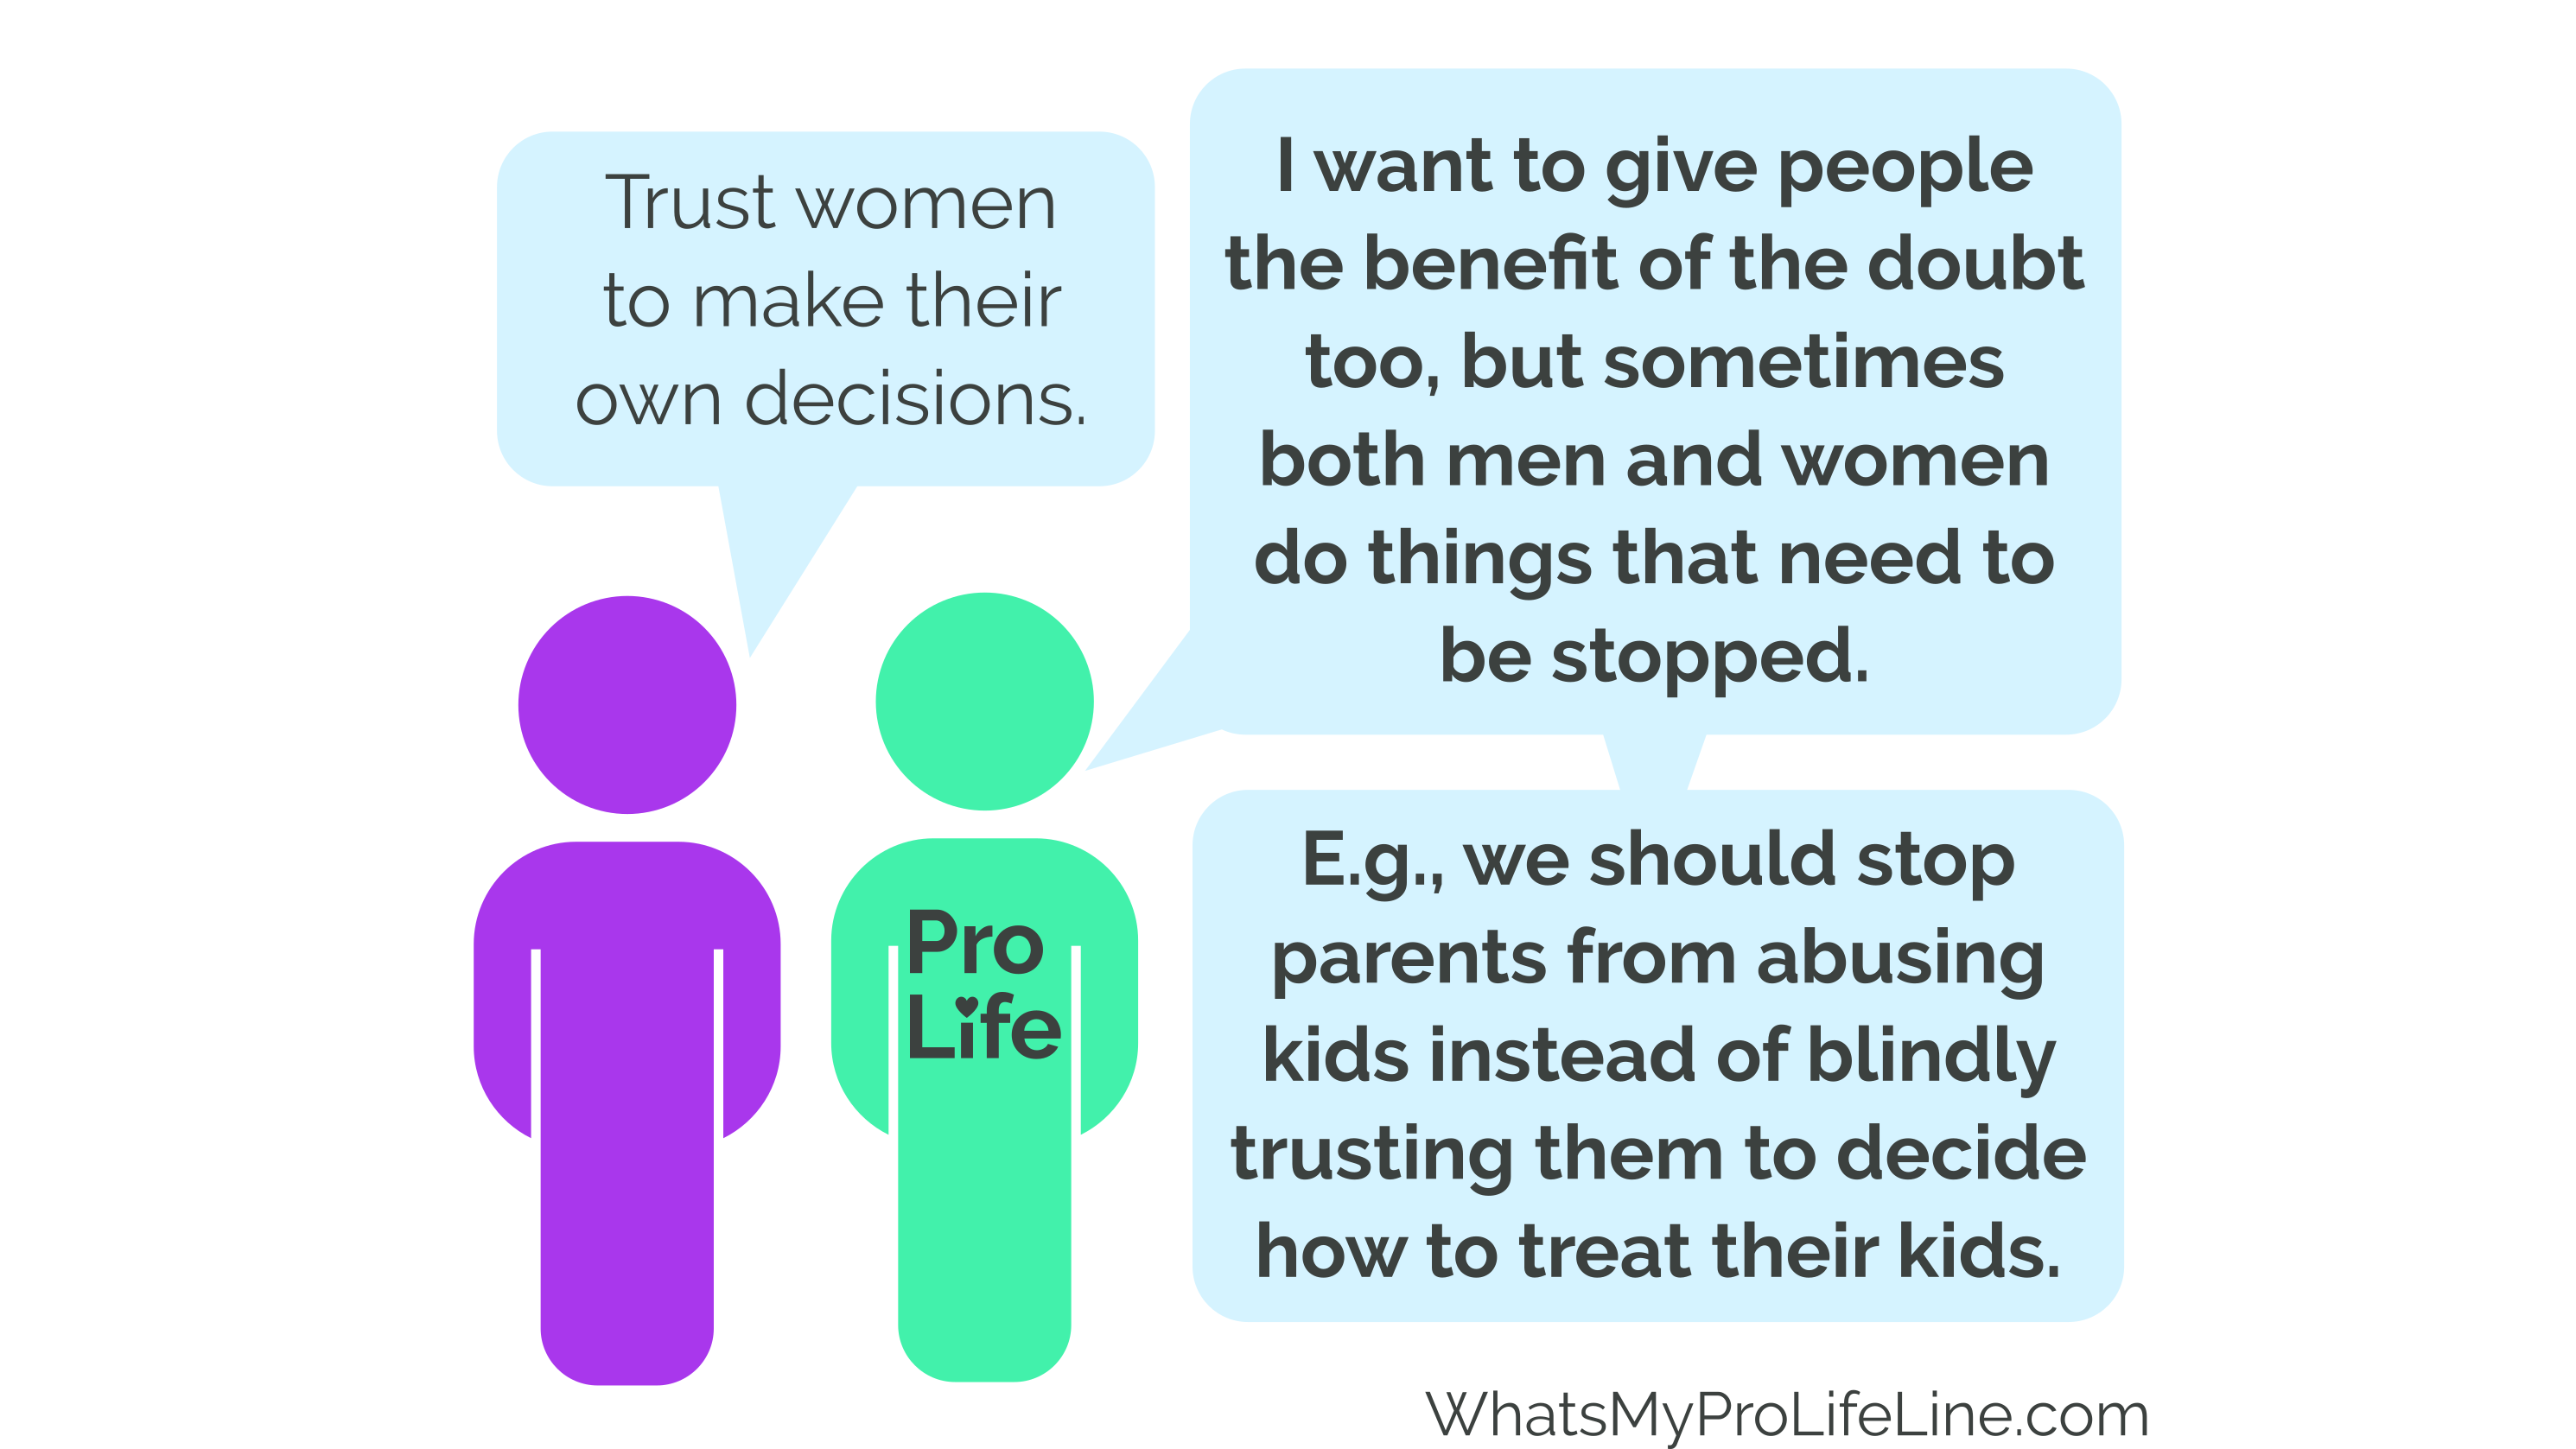 Trust women
to make their
own decisions.
I want to give people
the benefit of the doubt
too, but sometimes
both men and women
do things that need to
be stopped.
E.g., we should stop
parents from abusing
kids instead of blindly
trusting them to decide
how to treat their kids.
Pro
Life
WhatsMyProLifeLine.com